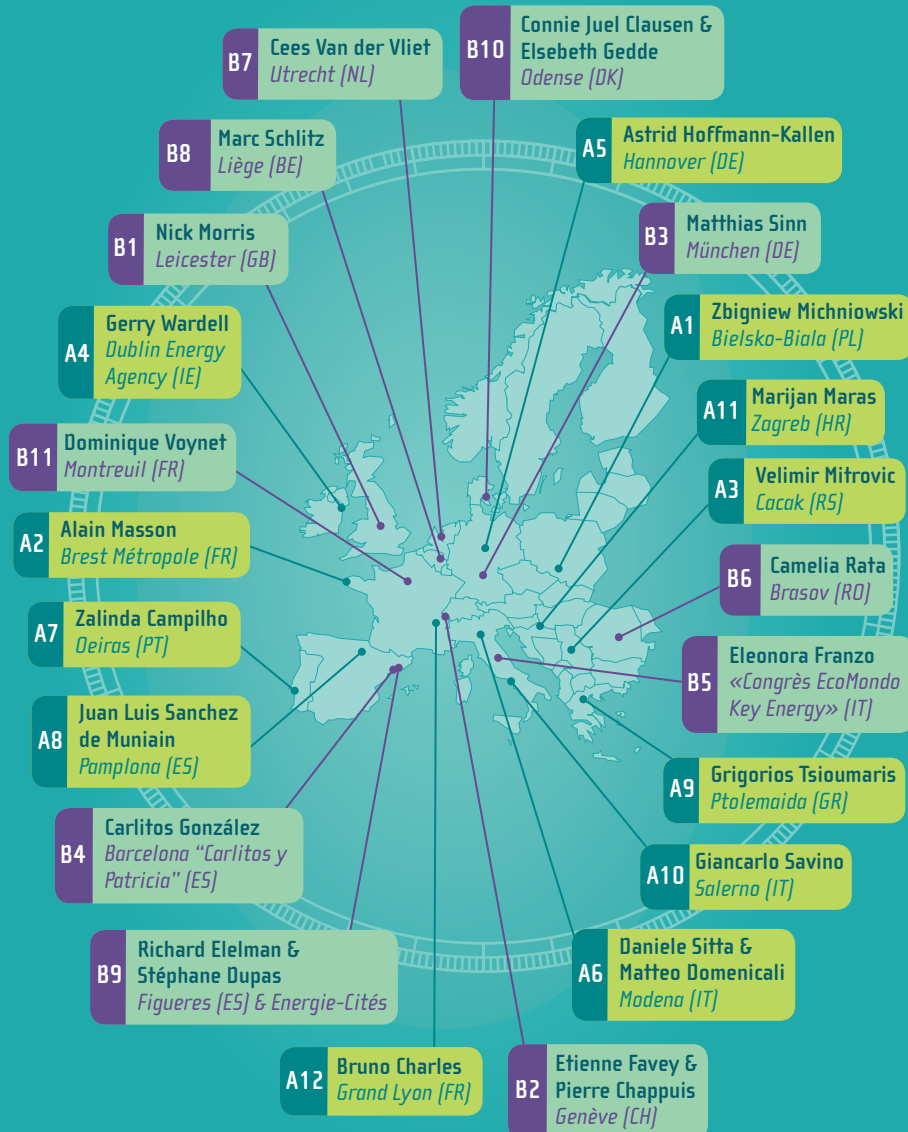 B7
Cees Van der Vliet
Utrecht (NL)
B10
Connie Juel Clausen &
Elsebeth Gedde
Odense (DK)
B8
Marc Schlitz
Liège (BE)
A5
Astrid Hoffmann-Kallen
Hannover (DE)
B1
Nick Morris
Leicester (GB)
B3
Matthias Sinn
München (DE)
A4
Gerry Wardell
Dublin Energy
Agency (IE)
A1
Zbigniew Michniowski
Bielsko-Biala (PL)
A11
Marijan Maras
Zagreb (HR)
B11
Dominique Voynet
Montreuil (FR)
A3
Velimir Mitrovic
Cacak (RS)
A2
Alain Masson
Brest Métropole (FR)
B6
Camelia Rata
Brasov (RO)
A7
Zalinda Campilho
Oeiras (PT)
B5
Eleonora Franzo
«Congrès EcoMondo
Key Energy» (IT)
A8
Juan Luis Sanchez
de Muniain
Pamplona (ES)
A9
Grigorios Tsioumaris
Ptolemaida (GR)
B4
Carlitos González
Barcelona “Carlitos y
Patricia” (ES)
A10
Giancarlo Savino
Salerno (IT)
B9
Richard Elelman &
Stéphane Dupas
Figueres (ES) & Energie-Cités
A6
Daniele Sitta &
Matteo Domenicali
Modena (IT)
A12
Bruno Charles
Grand Lyon (FR)
B2
Etienne Favey &
Pierre Chappuis
Genève (CH)